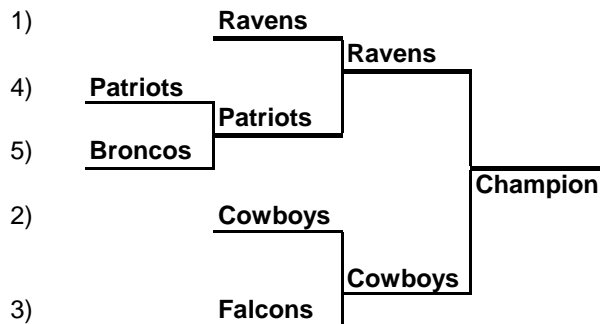 1) Ravens
Ravens
4) Patriots
Patriots
5) Broncos
Champion
2) Cowboys
Cowboys
3) Falcons